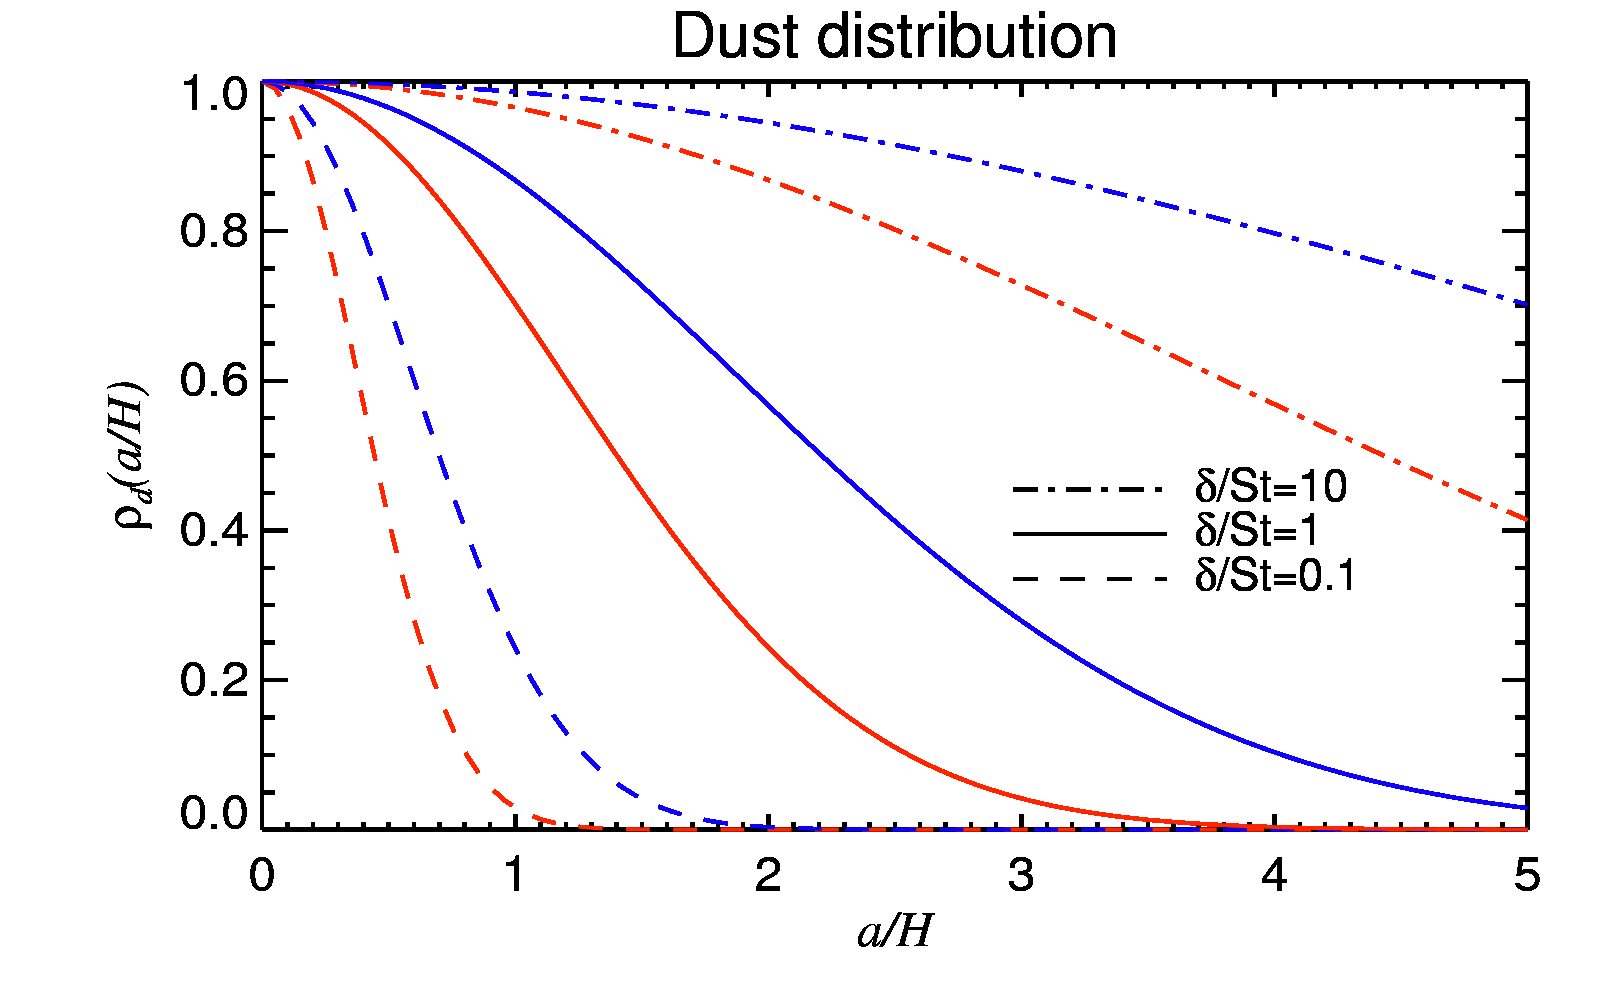 Dust distribution
1.0
0.8
0.6
0.4
0.2
0.0
ρd(a/H)
δ/St=10
δ/St=1
δ/St=0.1
0 1 2 3 4 5
a/H